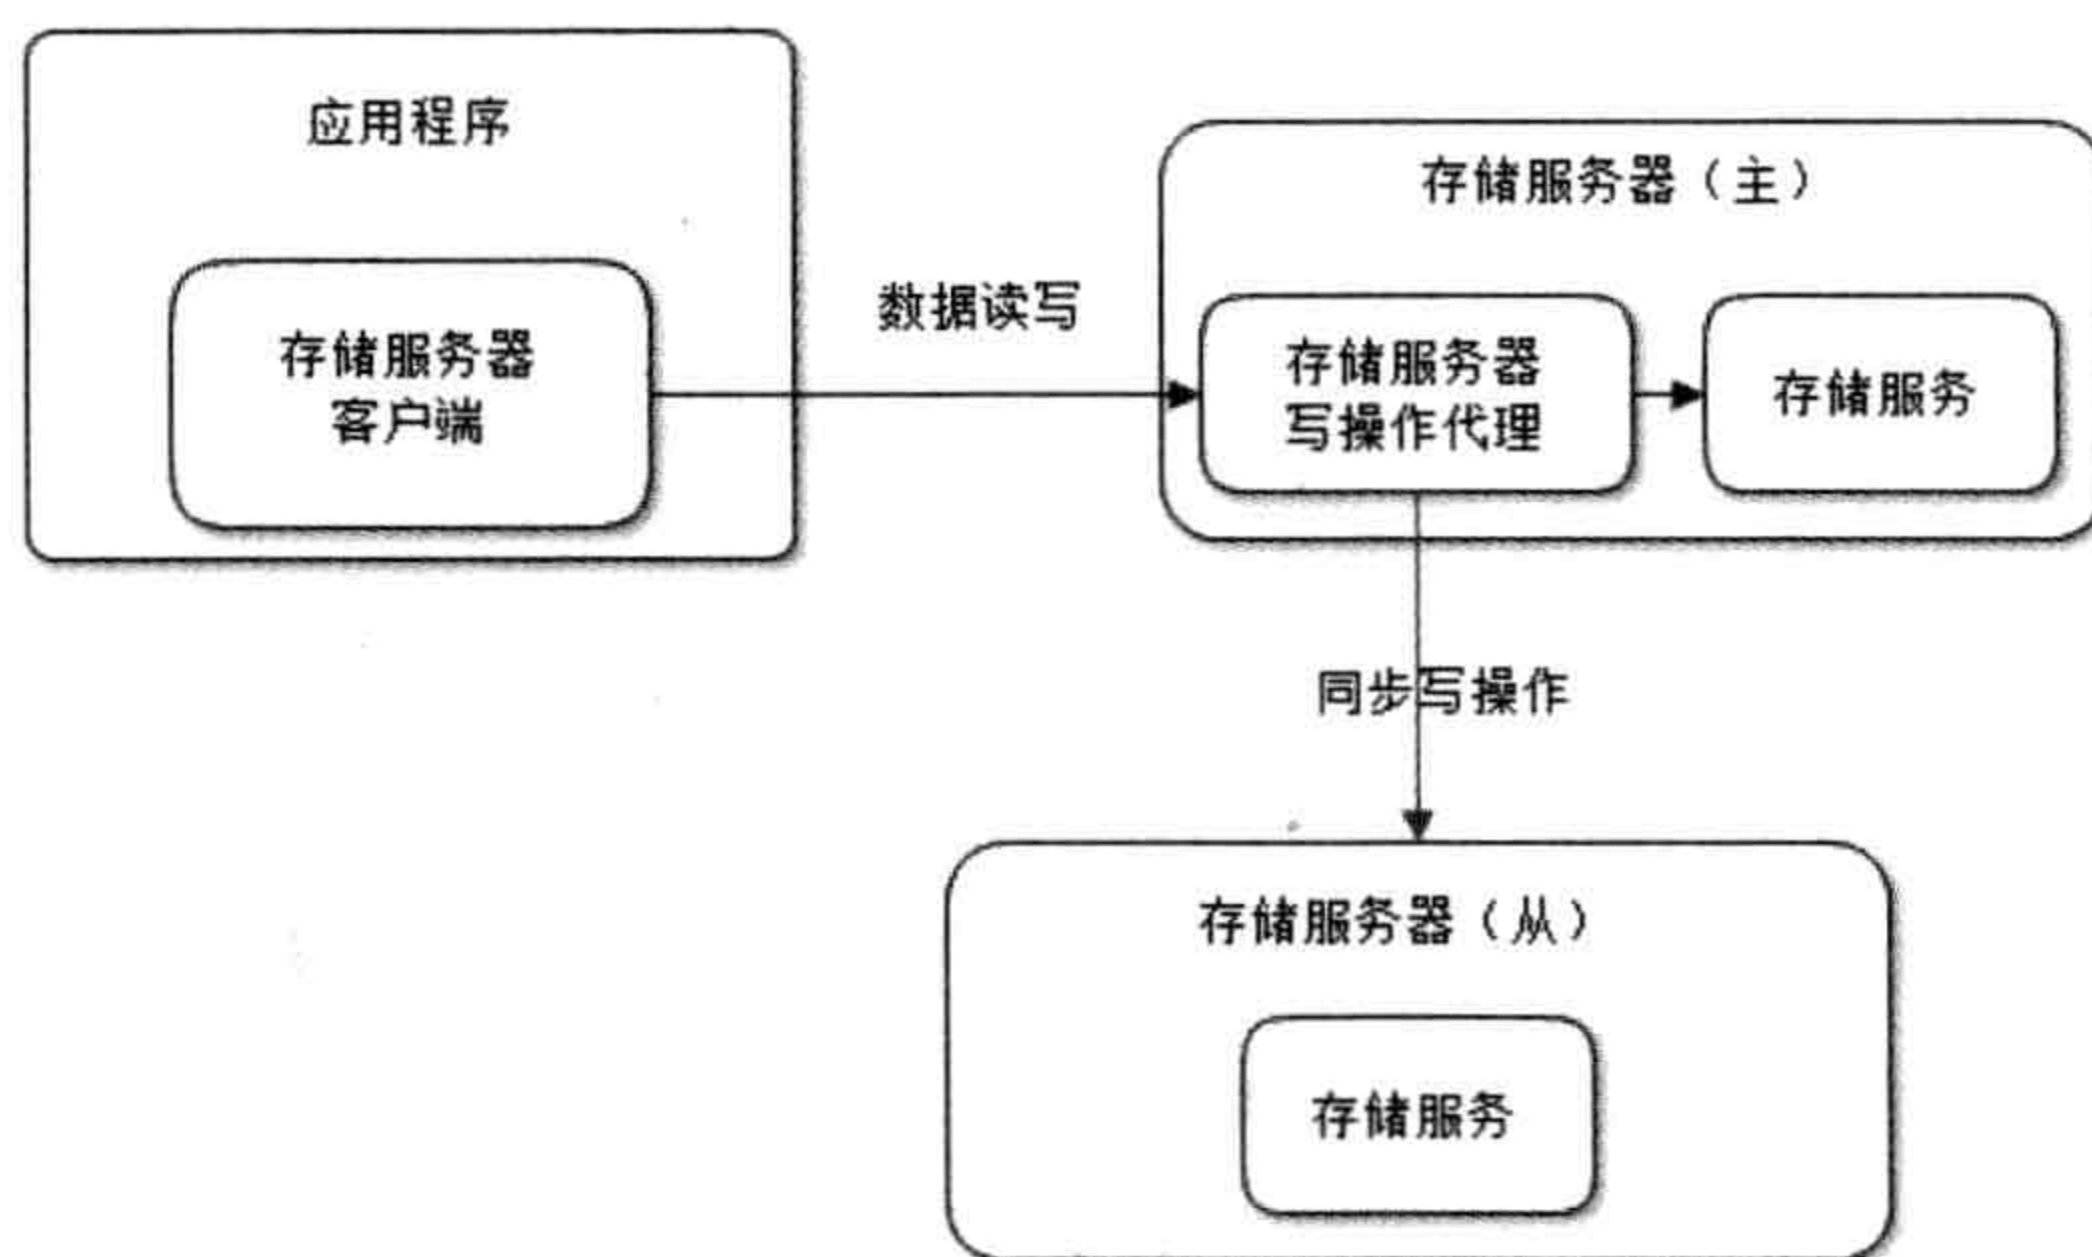 应用程序
存储服务器（主）
存储服务器
客户端
数据读写
存储服务器
写操作代理
存储服务
同步写操作
存储服务器（从）
存储服务